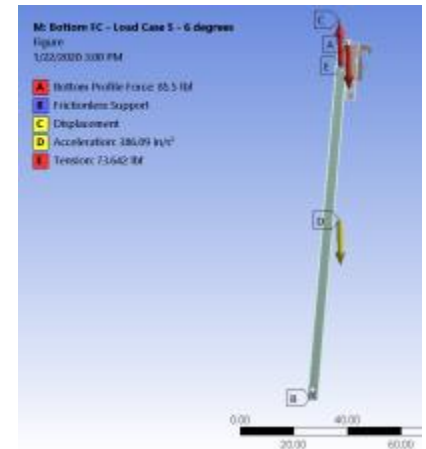 M: Bottom FC - Load Case 5 - 6 degrees
Figure
1/22/2020 3:00 PM
A Bottom Profile Force: 85.5 lbf
B Frictionless Support
C Displacement
D Acceleration: 386.09 in/s²
E Tension: 73.642 lbf
C
A
E
D
B
0.00 40.00
20.00 60.00